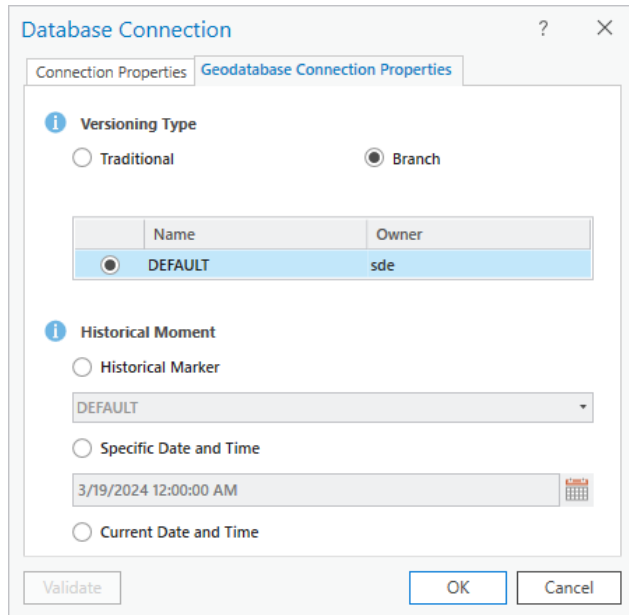 Database Connection ?
Connection Properties Geodatabase Connection Properties
Versioning Type
Traditional Branch
Name Owner
DEFAULT sde
Historical Moment
Historical Marker
DEFAULT
Specific Date and Time
3/19/2024 12:00:00 AM
Current Date and Time
Validate OK Cancel